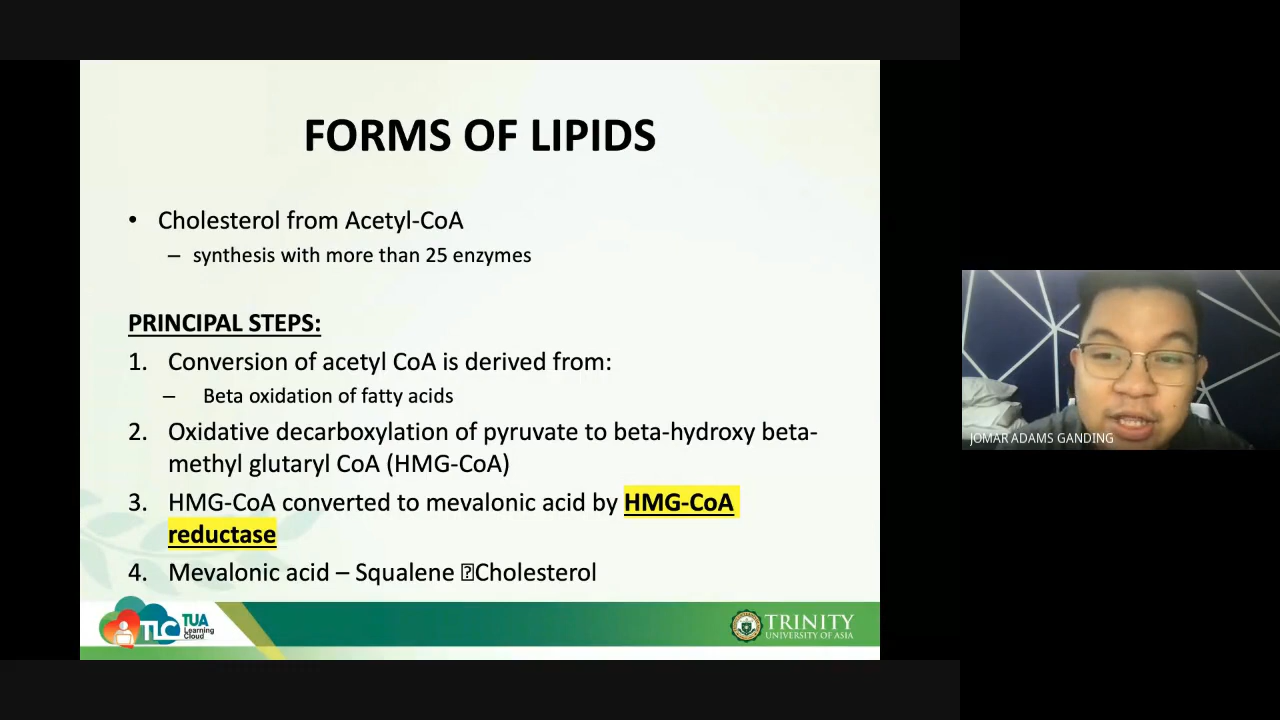 FORMS OF LIPIDS
• Cholesterol from Acetyl-CoA
– synthesis with more than 25 enzymes
PRINCIPAL STEPS:
1. Conversion of acetyl CoA is derived from:
– Beta oxidation of fatty acids
2. Oxidative decarboxylation of pyruvate to beta-hydroxy beta-
methyl glutaryl CoA (HMG-CoA)
3. HMG-CoA converted to mevalonic acid by HMG-CoA
reductase
4. Mevalonic acid – Squalene ⍰Cholesterol
TLC TUA
Learning
Cloud
TRINITY
UNIVERSITY OF ASIA
JOMAR ADAMS GANDING